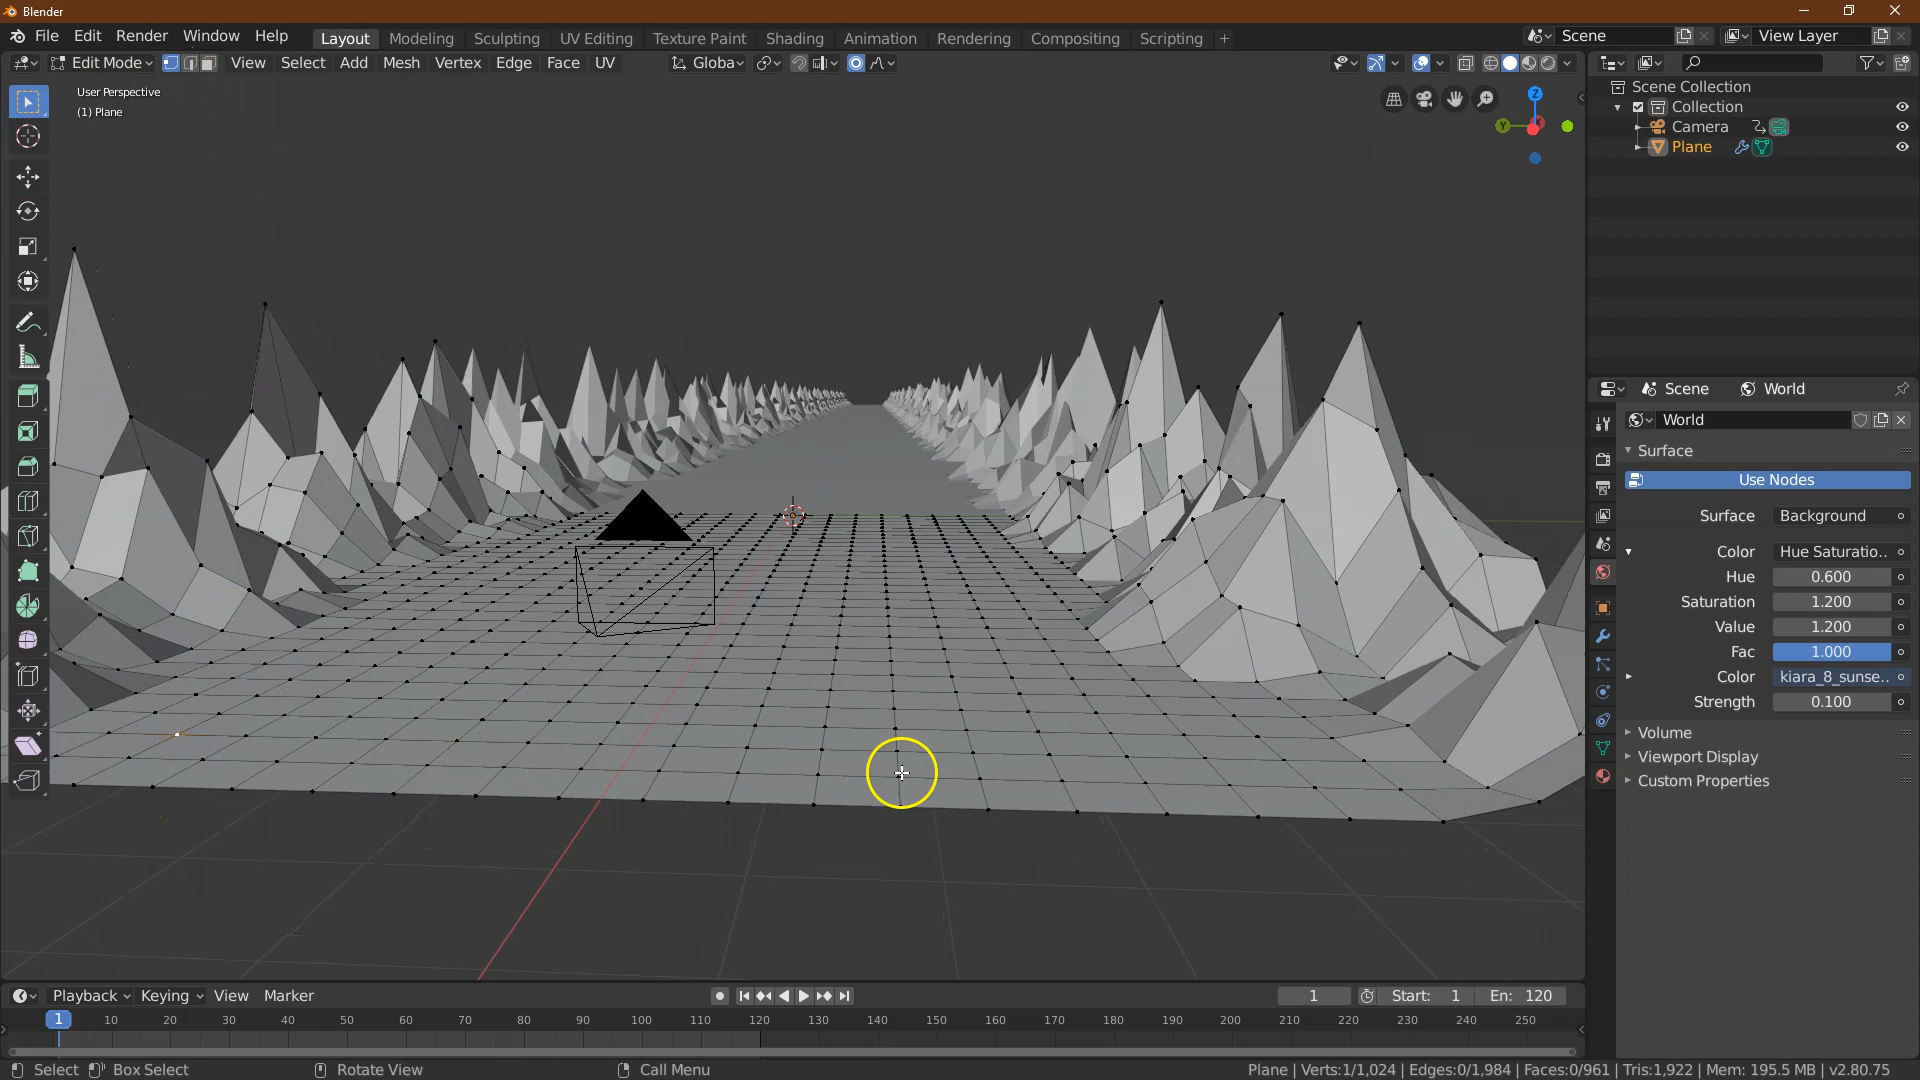 Blender
File Edit Render Window Help
Layout Modeling Sculpting UV Editing Texture Paint Shading Animation Rendering Compositing Scripting +
Scene
View Layer
Edit Mode View Select Add Mesh Vertex Edge Face UV
Global
User Perspective
(1) Plane
Z
Y
X
Scene Collection
Collection
Camera
Plane
Scene World
World
Surface
Use Nodes
Surface Background
Color Hue Saturatio..
Hue 0.600
Saturation 1.200
Value 1.200
Fac 1.000
Color kiara_8_sunse..
Strength 0.100
Volume
Viewport Display
Custom Properties
Playback Keying View Marker
1 Start: 1 En: 120
1 10 20 30 40 50 60 70 80 90 100 110 120 130 140 150 160 170 180 190 200 210 220 230 240 250
Select Box Select Rotate View Call Menu
Plane | Verts:1/1,024 | Edges:0/1,984 | Faces:0/961 | Tris:1,922 | Mem: 195.5 MB | v2.80.75